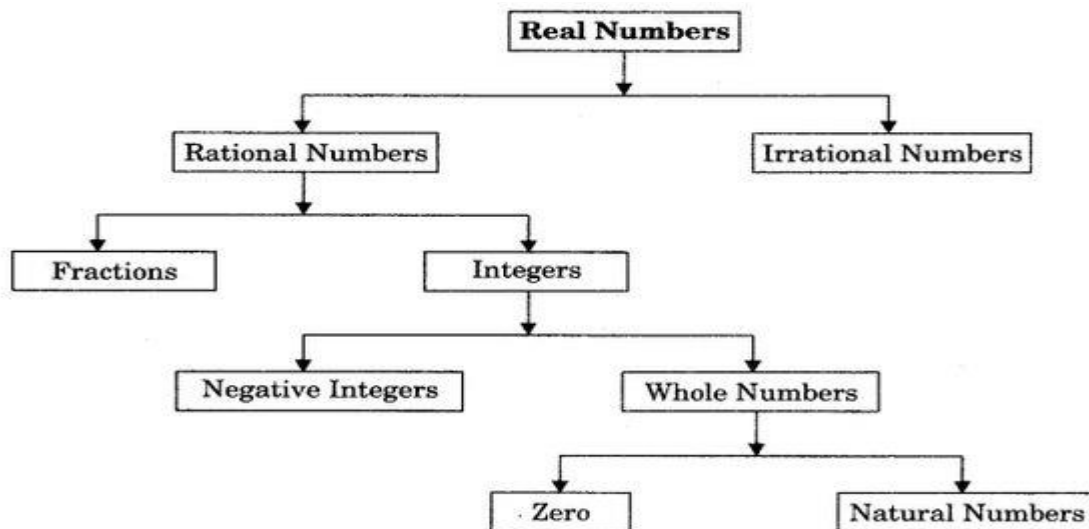 Real Numbers
Rational Numbers
Irrational Numbers
Fractions
Integers
Negative Integers
Whole Numbers
Zero
Natural Numbers